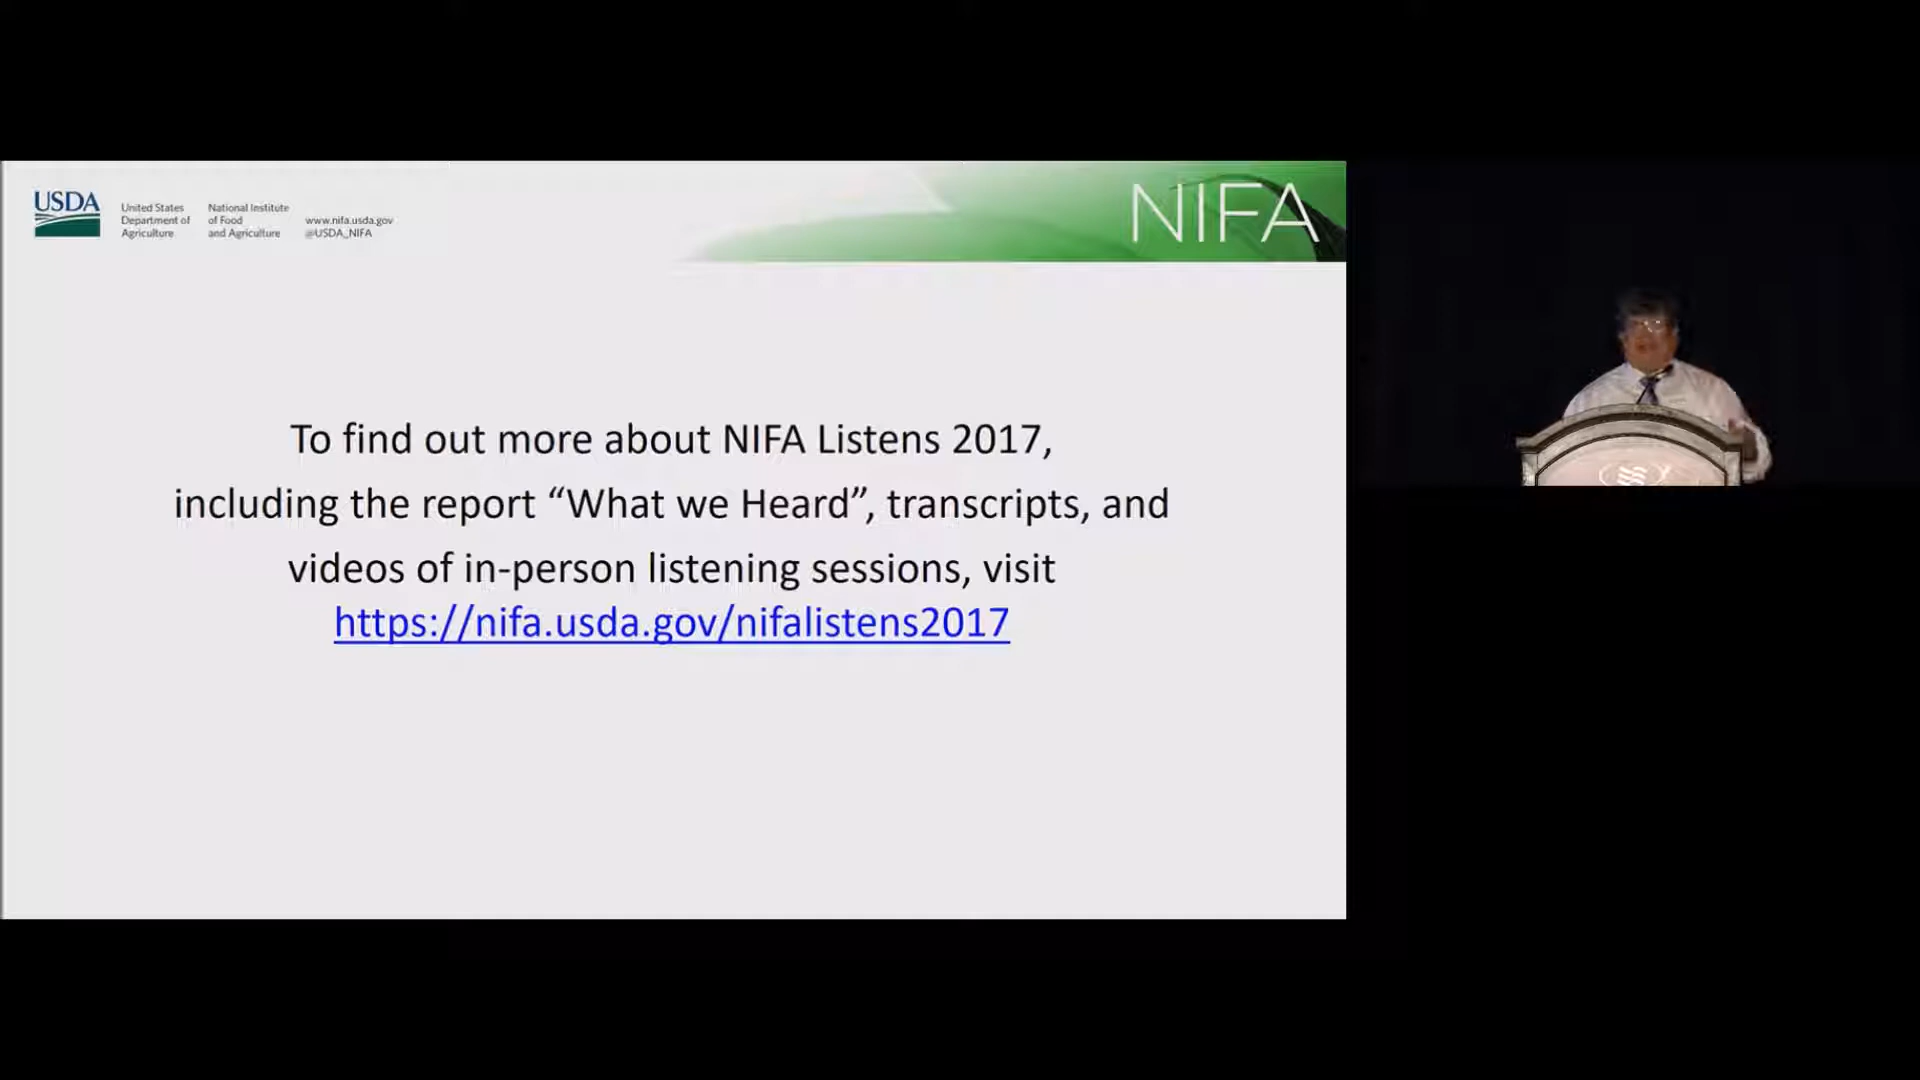 USDA
United States
Department of
Agriculture
National Institute
of Food
and Agriculture
www.nifa.usda.gov
@USDA_NIFA
NIFA
To find out more about NIFA Listens 2017,
including the report “What we Heard”, transcripts, and
videos of in-person listening sessions, visit
https://nifa.usda.gov/nifalistens2017